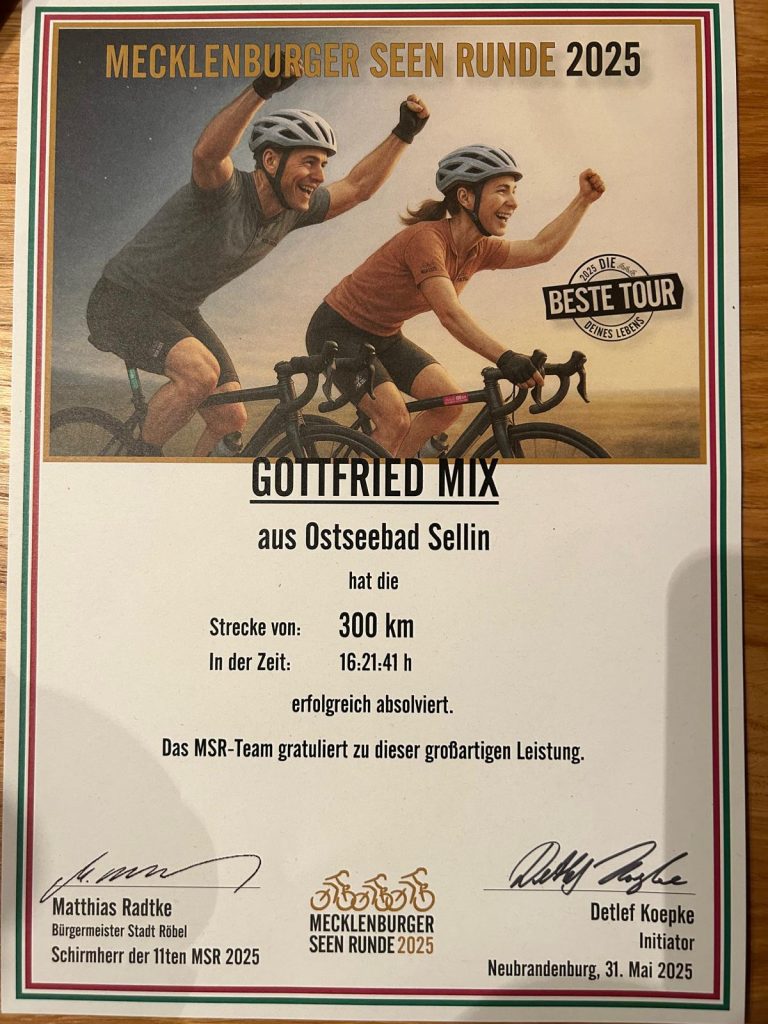 MECKLENBURGER SEEN RUNDE 2025
2025 DIE
BESTE TOUR
DEINES LEBENS
GOTTFRIED MIX
aus Ostseebad Sellin
hat die
Strecke von: 300 km
In der Zeit: 16:21:41 h
erfolgreich absolviert.
Das MSR-Team gratuliert zu dieser großartigen Leistung.
Matthias Radtke
Bürgermeister Stadt Röbel
Schirmherr der 11ten MSR 2025
MECKLENBURGER
SEEN RUNDE 2025
Detlef Koepke
Initiator
Neubrandenburg, 31. Mai 2025